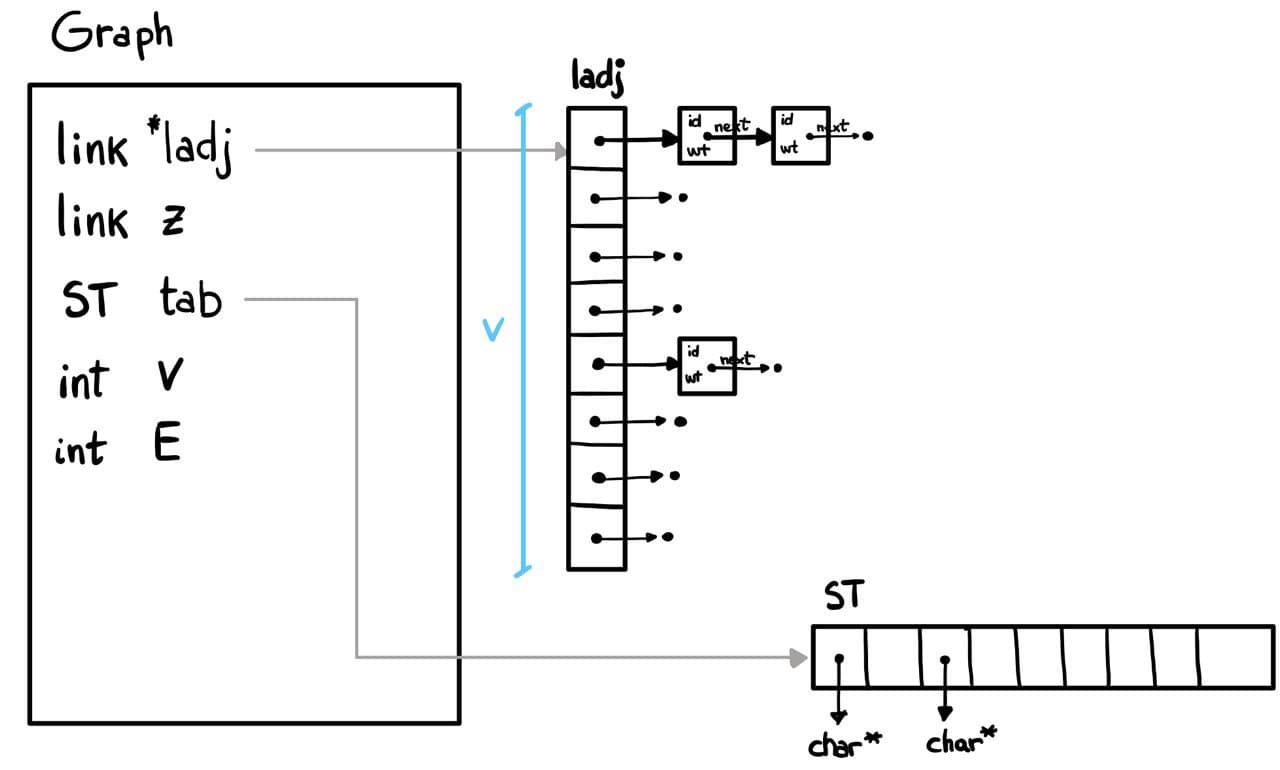 Graph
link *ladj
link z
ST tab
int V
int E
V
ladj
id next
wt
id next
wt
id next
wt
ST
char*
char*